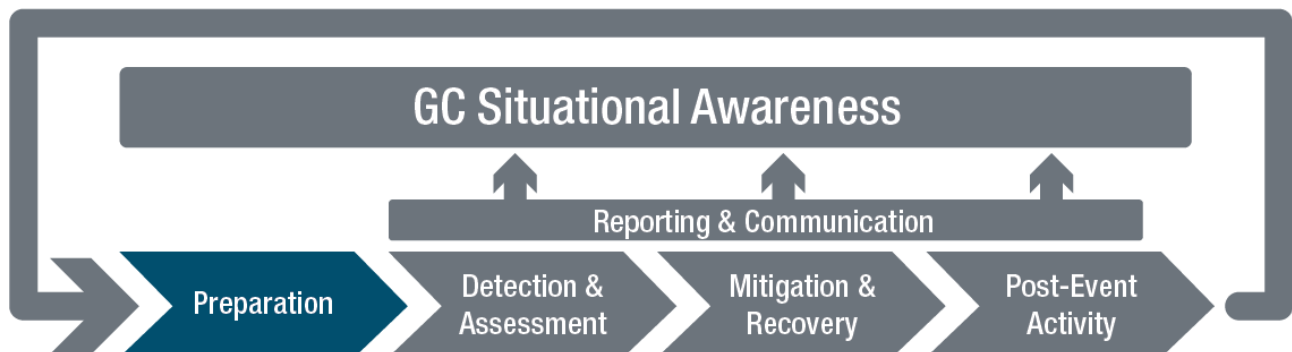 GC Situational Awareness
Reporting & Communication
Preparation
Detection &
Assessment
Mitigation &
Recovery
Post-Event
Activity